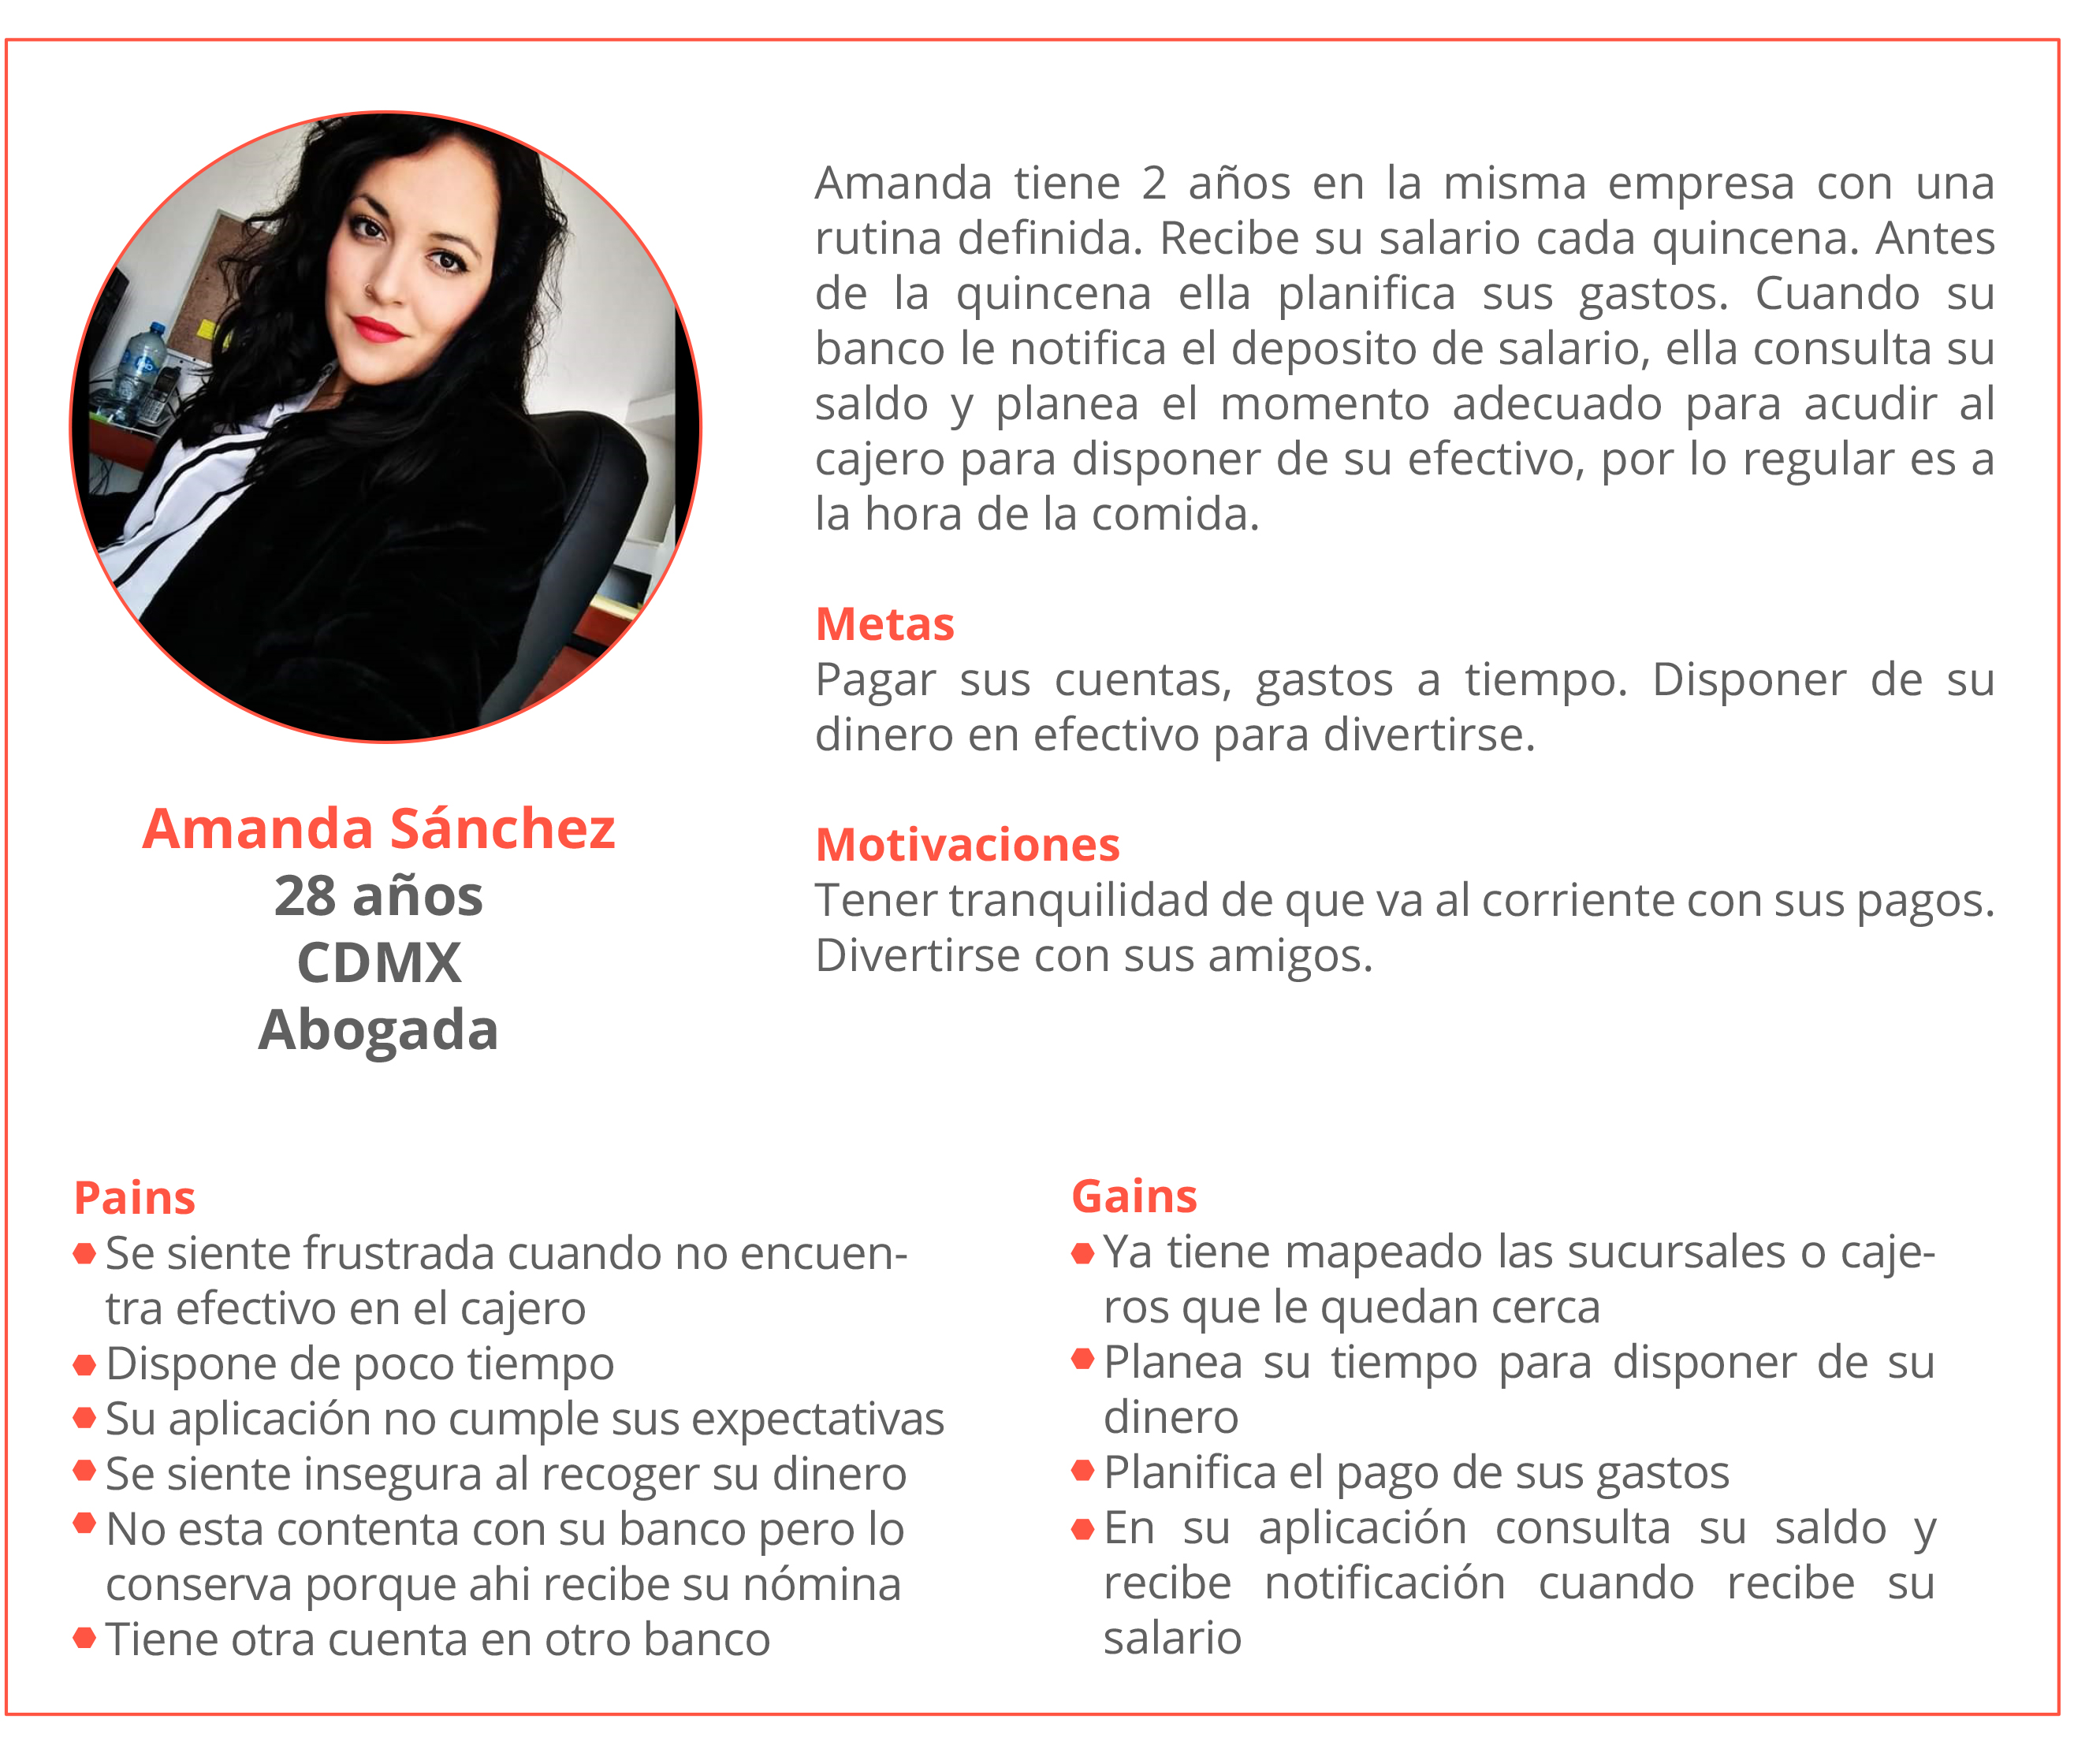 Amanda Sánchez
28 años
CDMX
Abogada
Amanda tiene 2 años en la misma empresa con una
rutina definida. Recibe su salario cada quincena. Antes
de la quincena ella planifica sus gastos. Cuando su
banco le notifica el deposito de salario, ella consulta su
saldo y planea el momento adecuado para acudir al
cajero para disponer de su efectivo, por lo regular es a
la hora de la comida.
Metas
Pagar sus cuentas, gastos a tiempo. Disponer de su
dinero en efectivo para divertirse.
Motivaciones
Tener tranquilidad de que va al corriente con sus pagos.
Divertirse con sus amigos.
Pains
Se siente frustrada cuando no encuen-
tra efectivo en el cajero
Dispone de poco tiempo
Su aplicación no cumple sus expectativas
Se siente insegura al recoger su dinero
No esta contenta con su banco pero lo
conserva porque ahi recibe su nómina
Tiene otra cuenta en otro banco
Gains
Ya tiene mapeado las sucursales o caje-
ros que le quedan cerca
Planea su tiempo para disponer de su
dinero
Planifica el pago de sus gastos
En su aplicación consulta su saldo y
recibe notificación cuando recibe su
salario